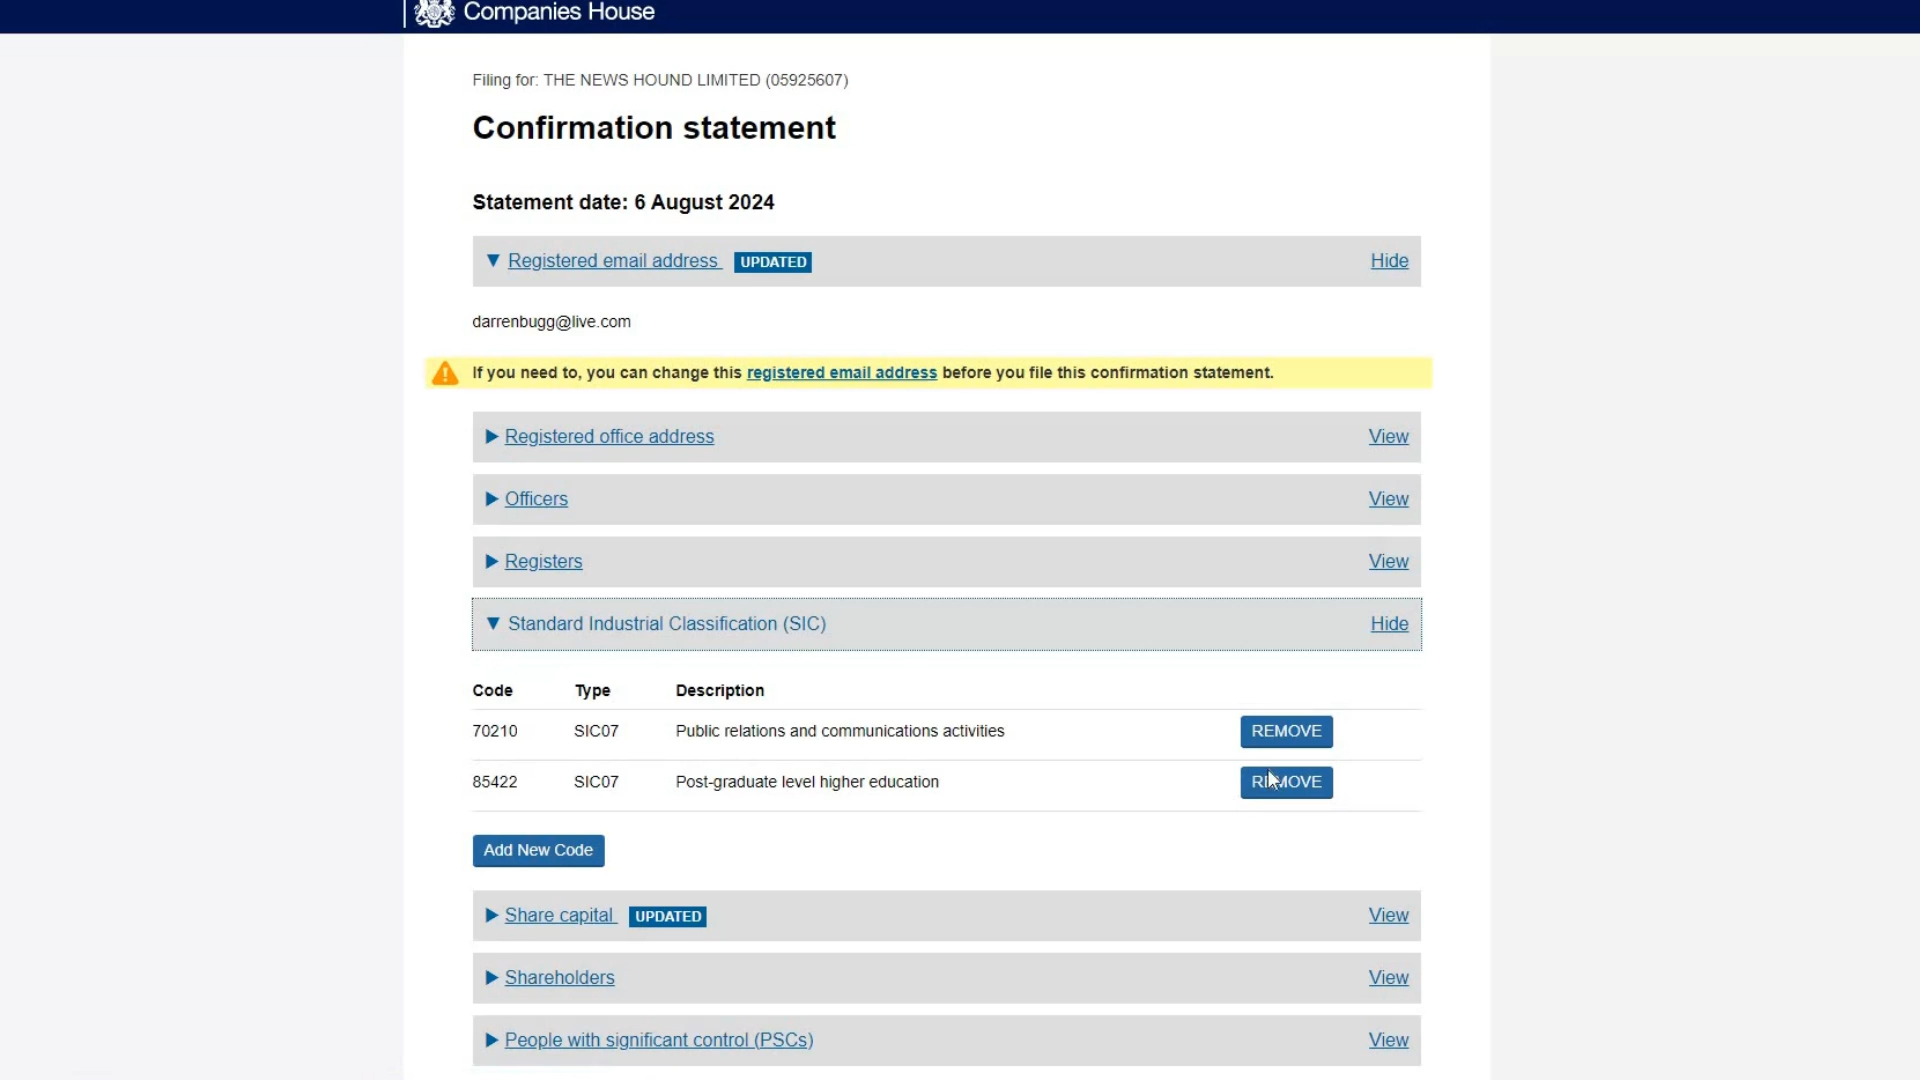 Companies House
Filing for: THE NEWS HOUND LIMITED (05925607)
Confirmation statement
Statement date: 6 August 2024
▼ Registered email address UPDATED Hide
darrenbugg@live.com
If you need to, you can change this registered email address before you file this confirmation statement.
▶ Registered office address View
▶ Officers View
▶ Registers View
▼ Standard Industrial Classification (SIC) Hide
Code Type Description
70210 SIC07 Public relations and communications activities REMOVE
85422 SIC07 Post-graduate level higher education REMOVE
Add New Code
▶ Share capital UPDATED View
▶ Shareholders View
▶ People with significant control (PSCs) View